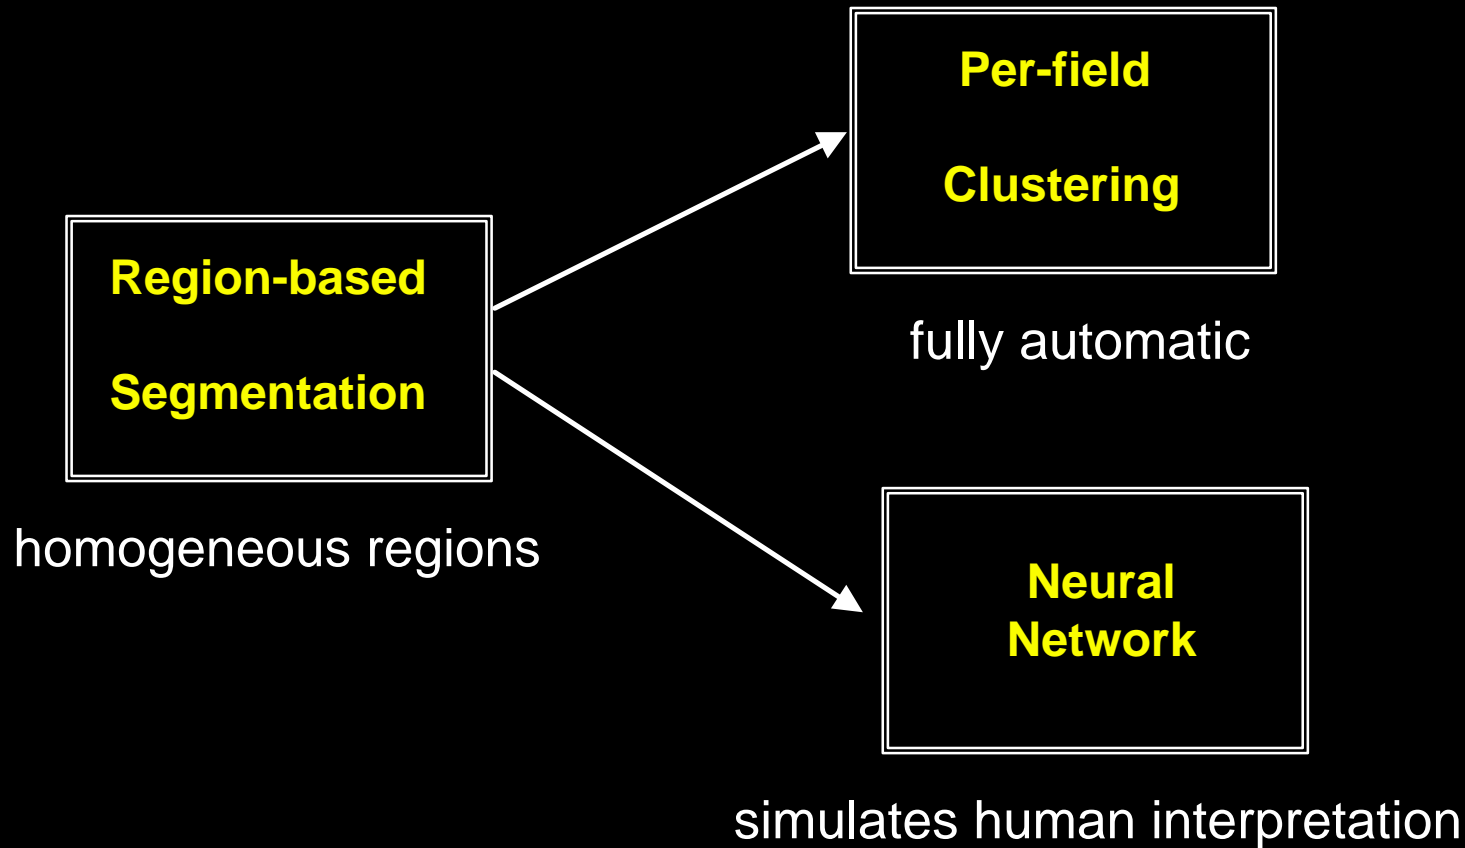 Region-based
Segmentation
homogeneous regions
Per-field
Clustering
fully automatic
Neural
Network
simulates human interpretation